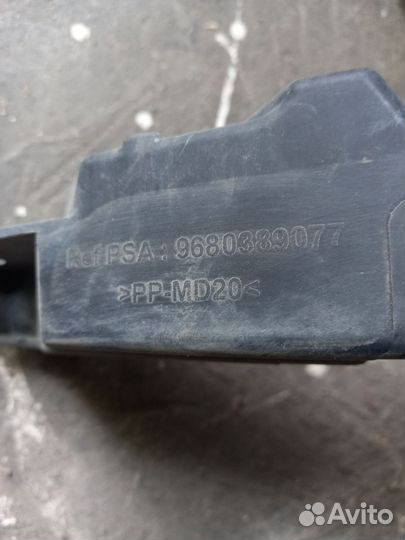 Ref PSA : 9680389077
>PP-MD20<
Avito